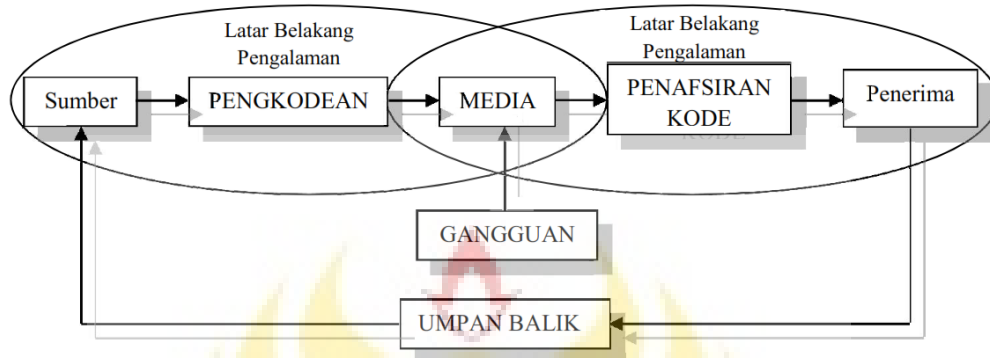 Latar Belakang
Pengalaman
Latar Belakang
Pengalaman
Sumber
PENGKODEAN
MEDIA
PENAFSIRAN
KODE
Penerima
GANGGUAN
UMPAN BALIK